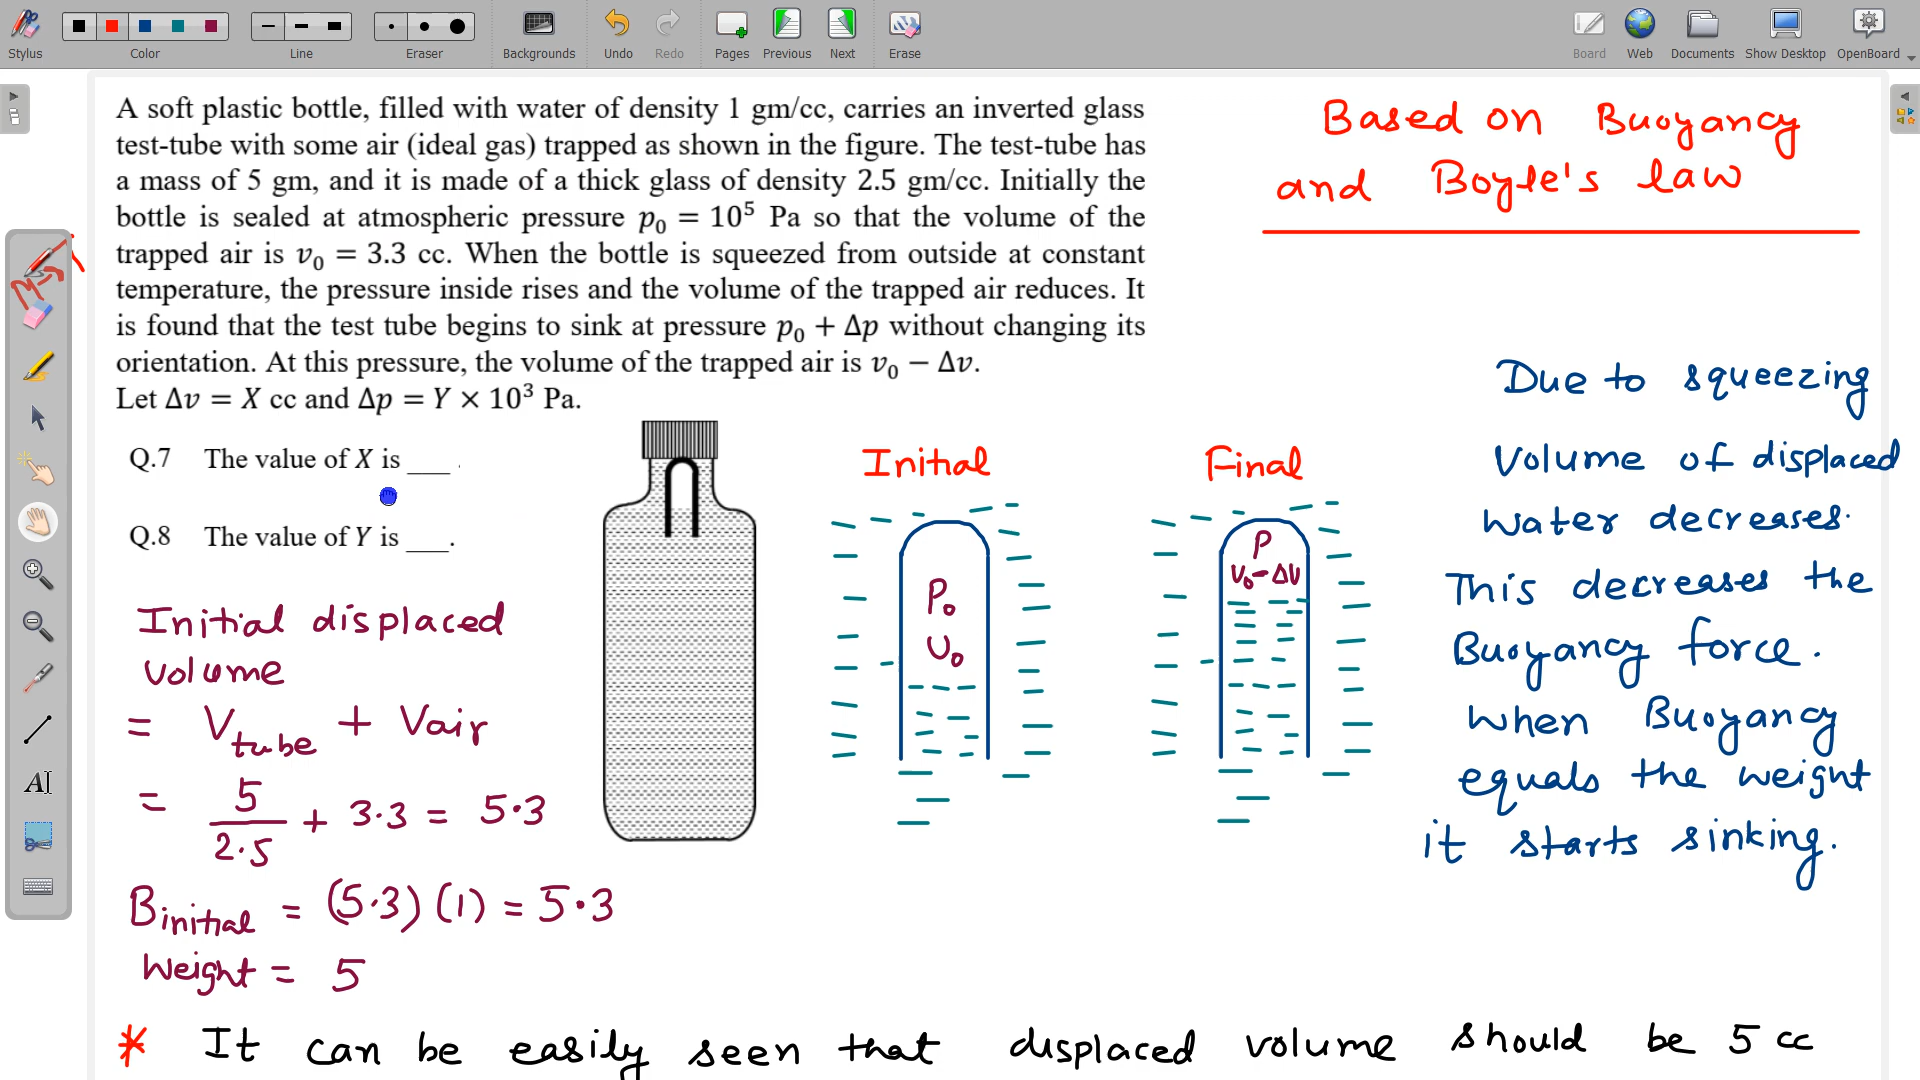 Stylus
Color
Line
Eraser
Backgrounds
Undo
Redo
Pages
Previous
Next
Erase
Board
Web
Documents
Show Desktop
OpenBoard
A soft plastic bottle, filled with water of density 1 gm/cc, carries an inverted glass
test-tube with some air (ideal gas) trapped as shown in the figure. The test-tube has
a mass of 5 gm, and it is made of a thick glass of density 2.5 gm/cc. Initially the
bottle is sealed at atmospheric pressure p₀ = 10⁵ Pa so that the volume of the
trapped air is v₀ = 3.3 cc. When the bottle is squeezed from outside at constant
temperature, the pressure inside rises and the volume of the trapped air reduces. It
is found that the test tube begins to sink at pressure p₀ + Δp without changing its
orientation. At this pressure, the volume of the trapped air is v₀ − Δv.
Let Δv = X cc and Δp = Y × 10³ Pa.
Q.7 The value of X is ___ .
Q.8 The value of Y is ___.
Based on Buoyancy
and Boyle's law
Initial displaced
volume
= Vtube + Vair
= 5/2.5 + 3.3 = 5.3
Binitial = (5.3)(1) = 5.3
Weight = 5
Initial
P₀
V₀
Final
P
V₀-ΔV
Due to squeezing
Volume of displaced
water decreases.
This decreases the
Buoyancy force.
When Buoyancy
equals the weight
it starts sinking.
* It can be easily seen that displaced volume should be 5 cc
AI